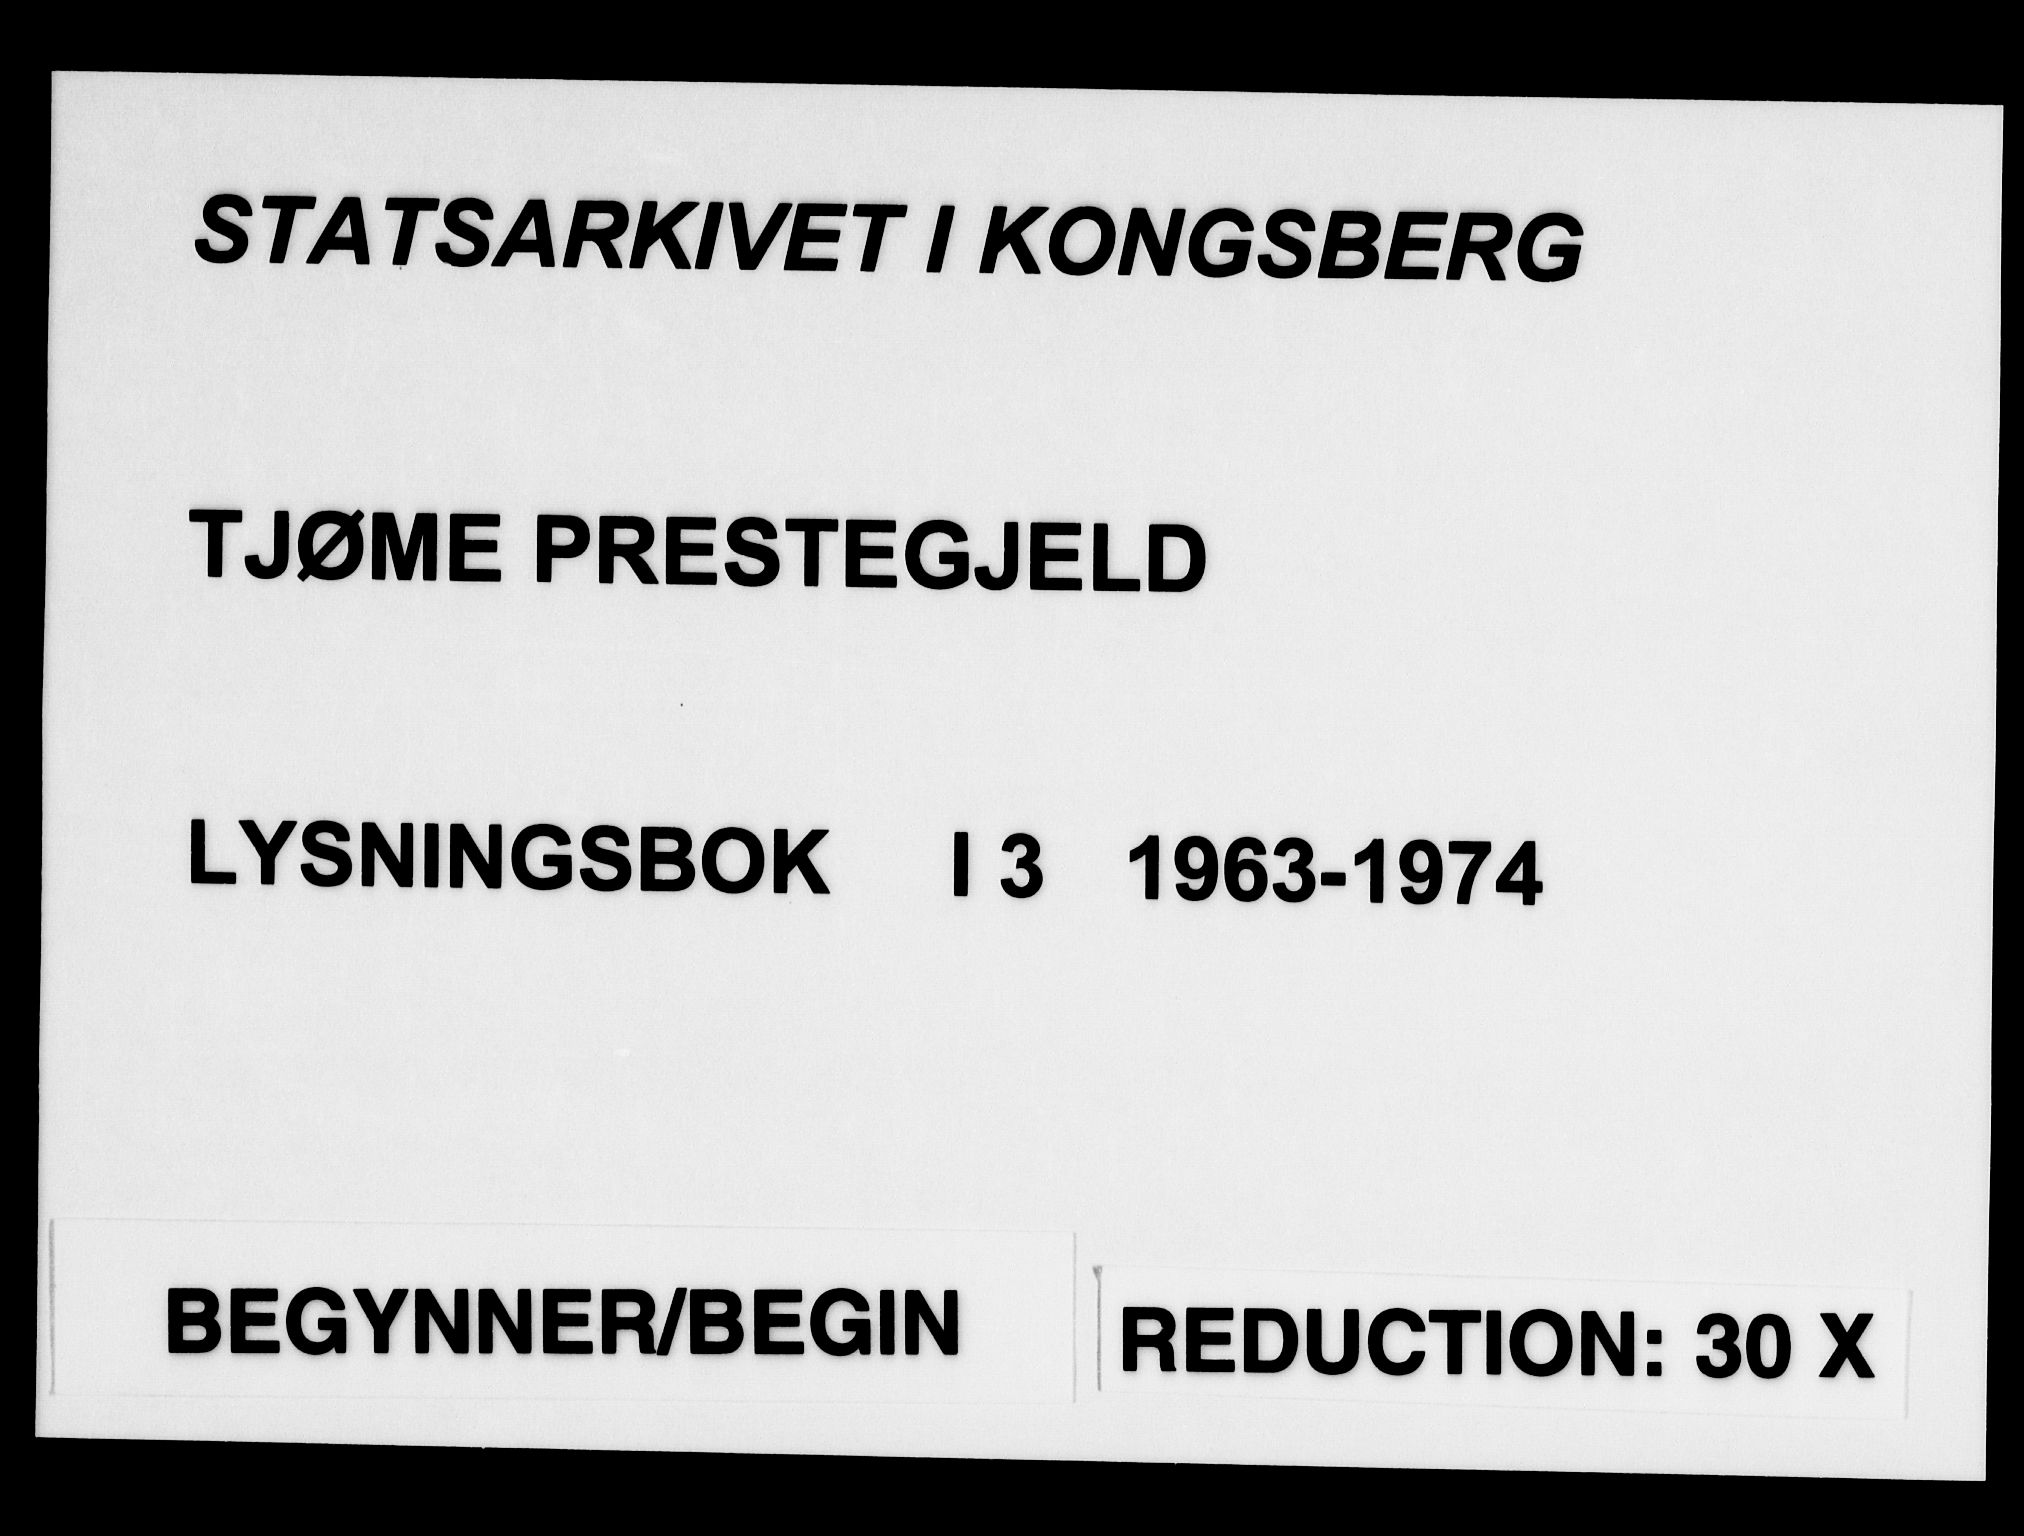 STATSARKIVET I KONGSBERG
TJØME PRESTEGJELD
LYSNINGSBOK I 3 1963-1974
BEGYNNER/BEGIN
REDUCTION: 30 X